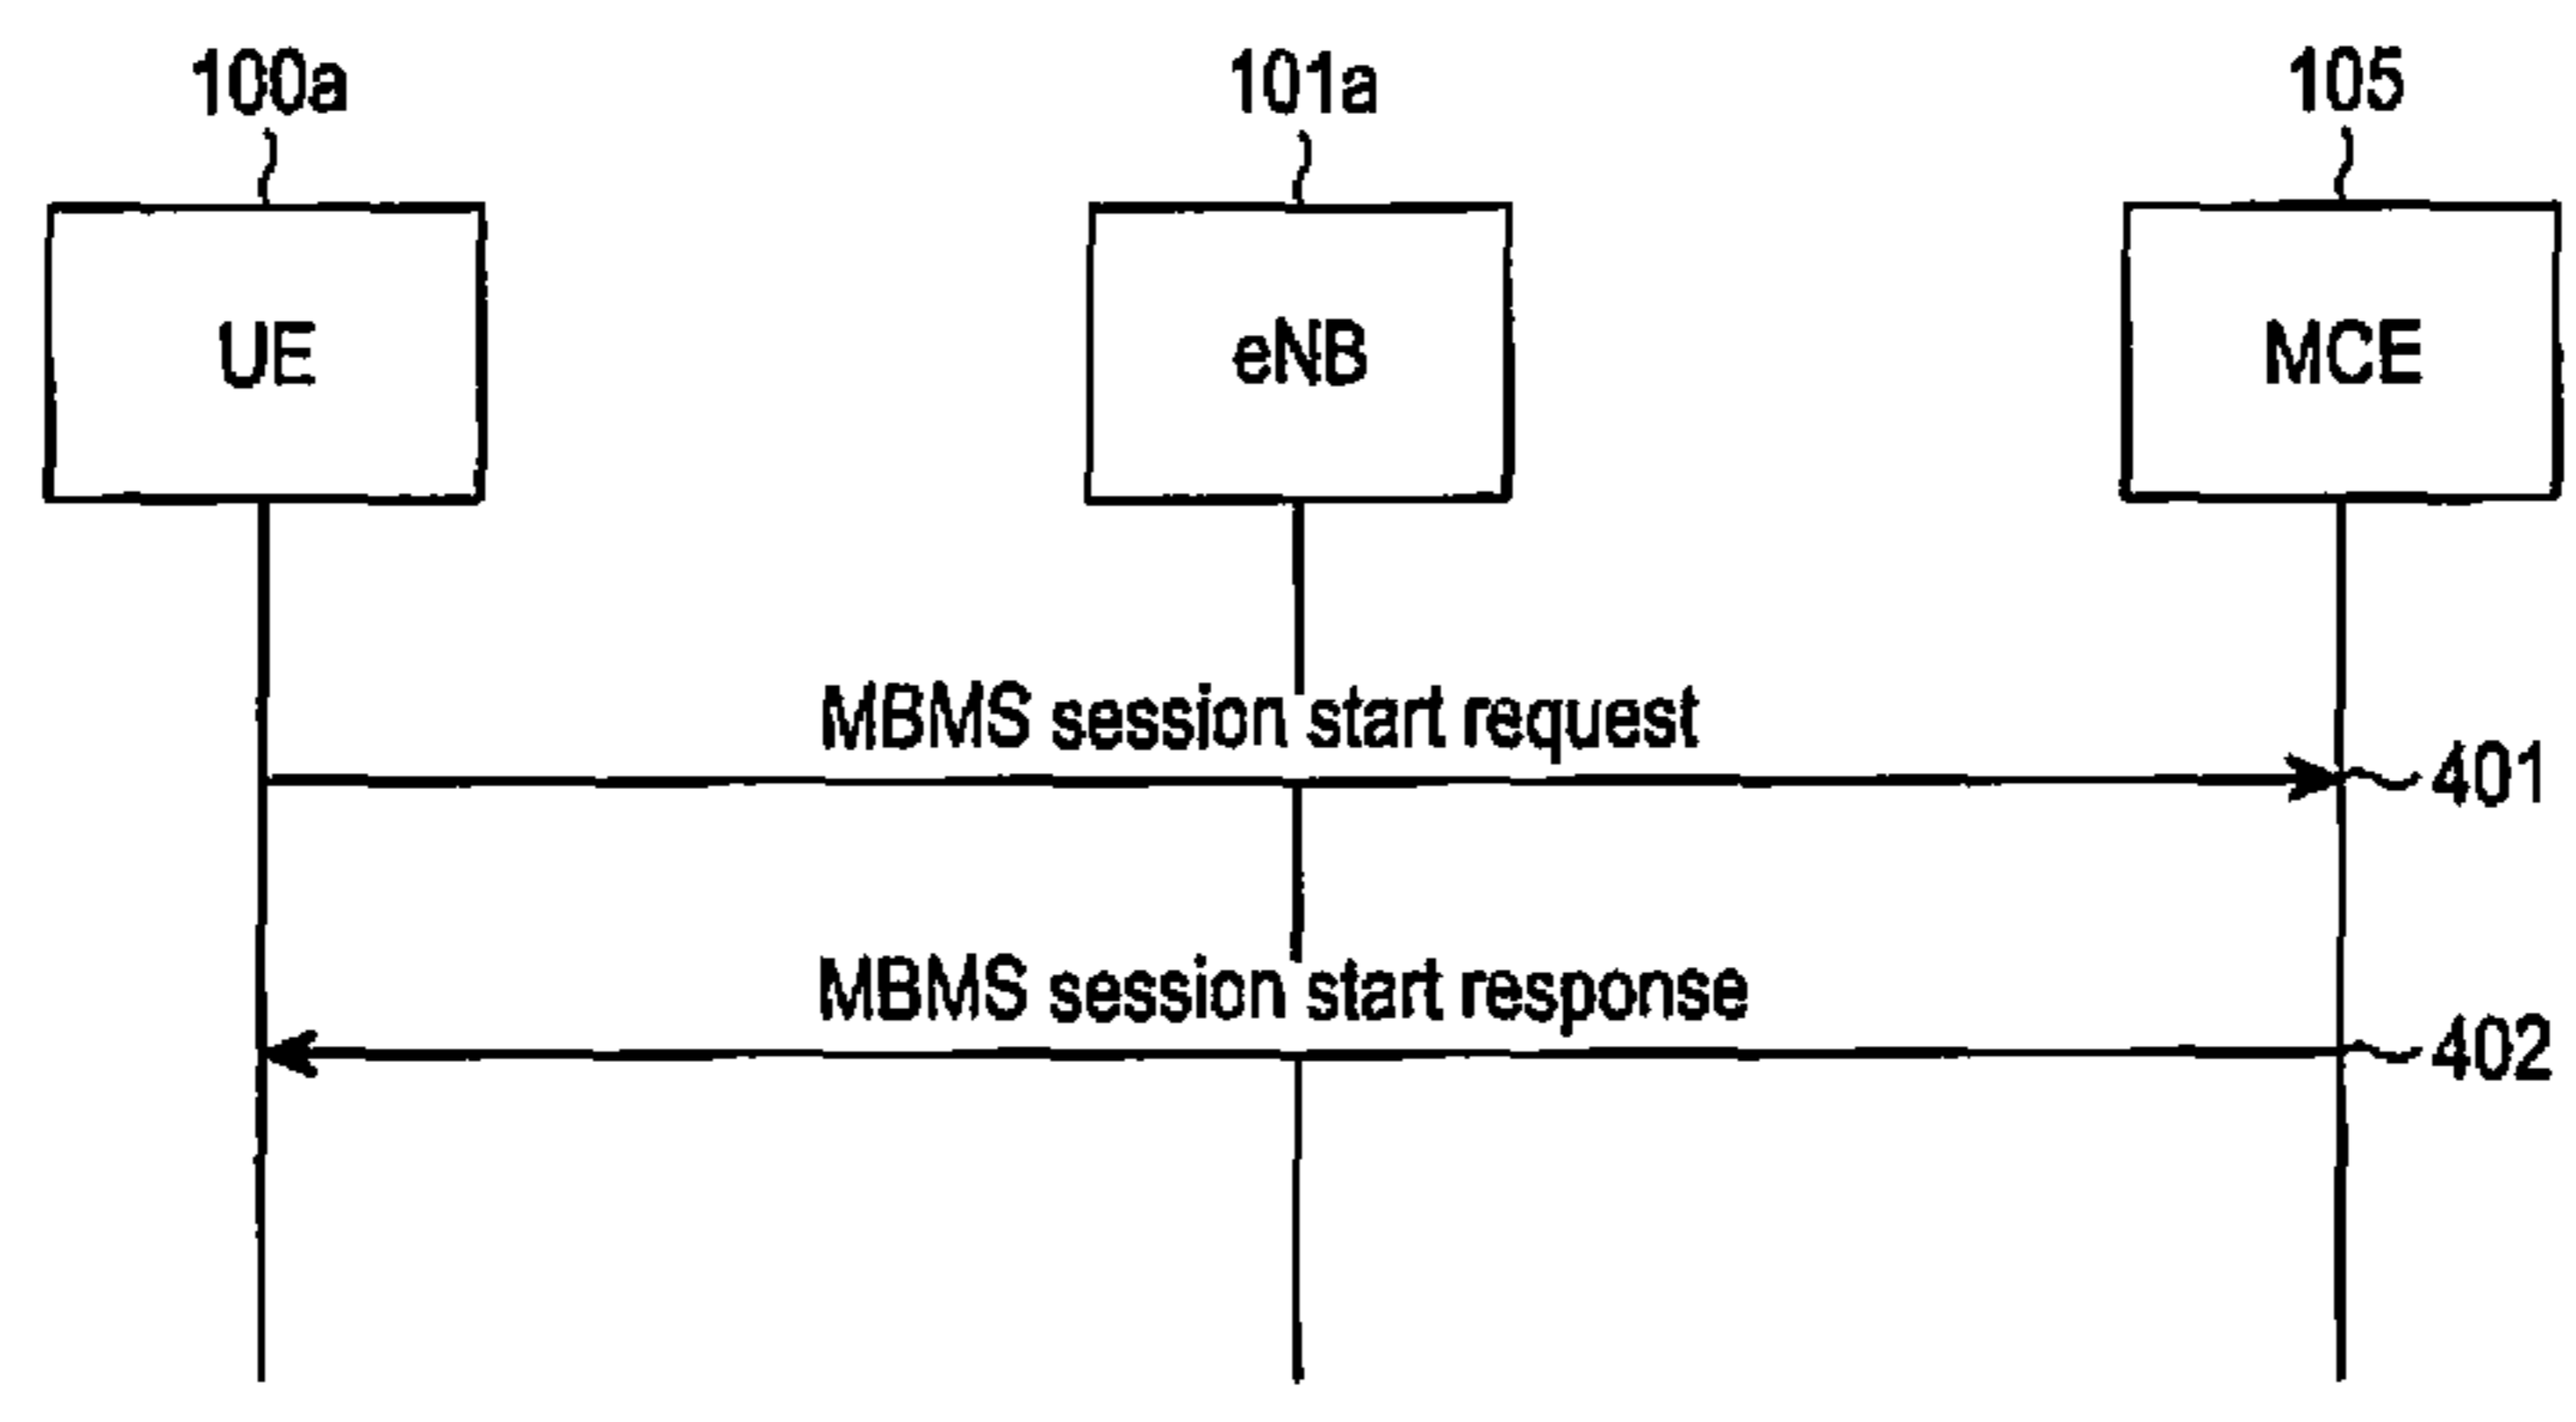 100a 101a 105
UE eNB MCE
MBMS session start request
401
MBMS session start response
402